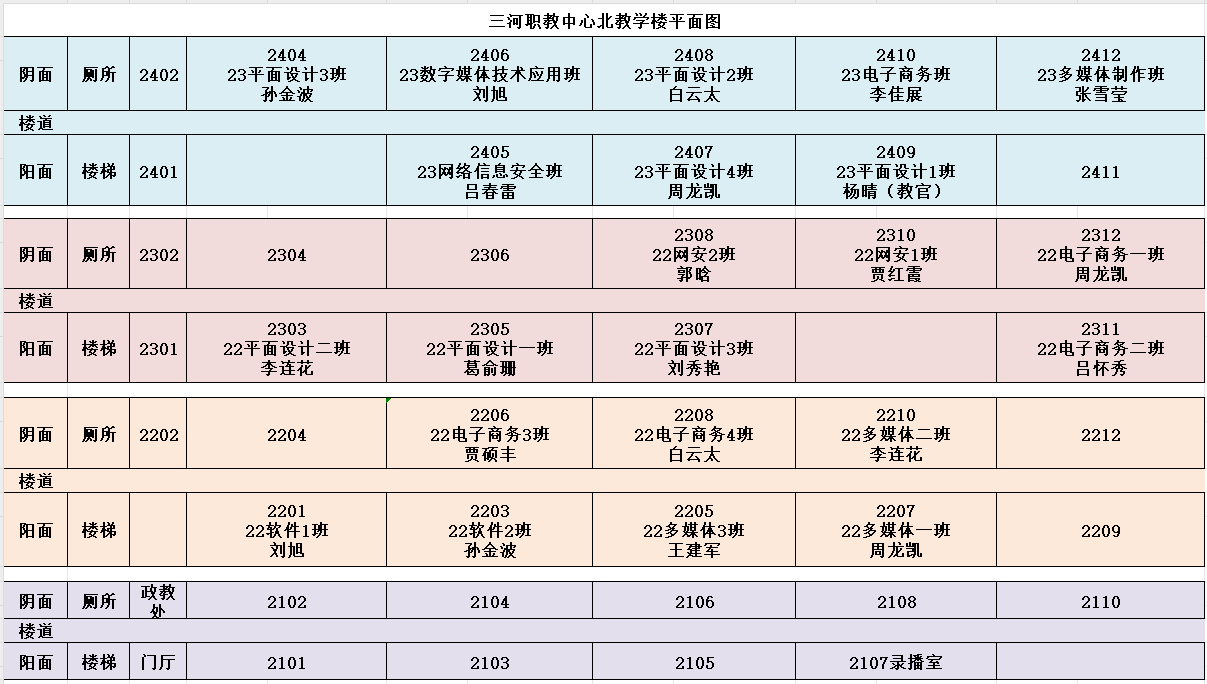 三河职教中心北教学楼平面图
阴面 厕所 2402
2404
23平面设计3班
孙金波
2406
23数字媒体技术应用班
刘旭
2408
23平面设计2班
白云太
2410
23电子商务班
李佳展
2412
23多媒体制作班
张雪莹
楼道
阳面 楼梯 2401
2405
23网络信息安全班
吕春雷
2407
23平面设计4班
周龙凯
2409
23平面设计1班
杨晴（教官）
2411
阴面 厕所 2302 2304 2306
2308
22网安2班
郭晗
2310
22网安1班
贾红霞
2312
22电子商务一班
周龙凯
楼道
阳面 楼梯 2301
2303
22平面设计二班
李连花
2305
22平面设计一班
葛俞珊
2307
22平面设计3班
刘秀艳
2311
22电子商务二班
吕怀秀
阴面 厕所 2202 2204
2206
22电子商务3班
贾硕丰
2208
22电子商务4班
白云太
2210
22多媒体二班
李连花
2212
楼道
阳面 楼梯
2201
22软件1班
刘旭
2203
22软件2班
孙金波
2205
22多媒体3班
王建军
2207
22多媒体一班
周龙凯
2209
阴面 厕所
政教
处
2102 2104 2106 2108 2110
楼道
阳面 楼梯 门厅 2101 2103 2105 2107录播室